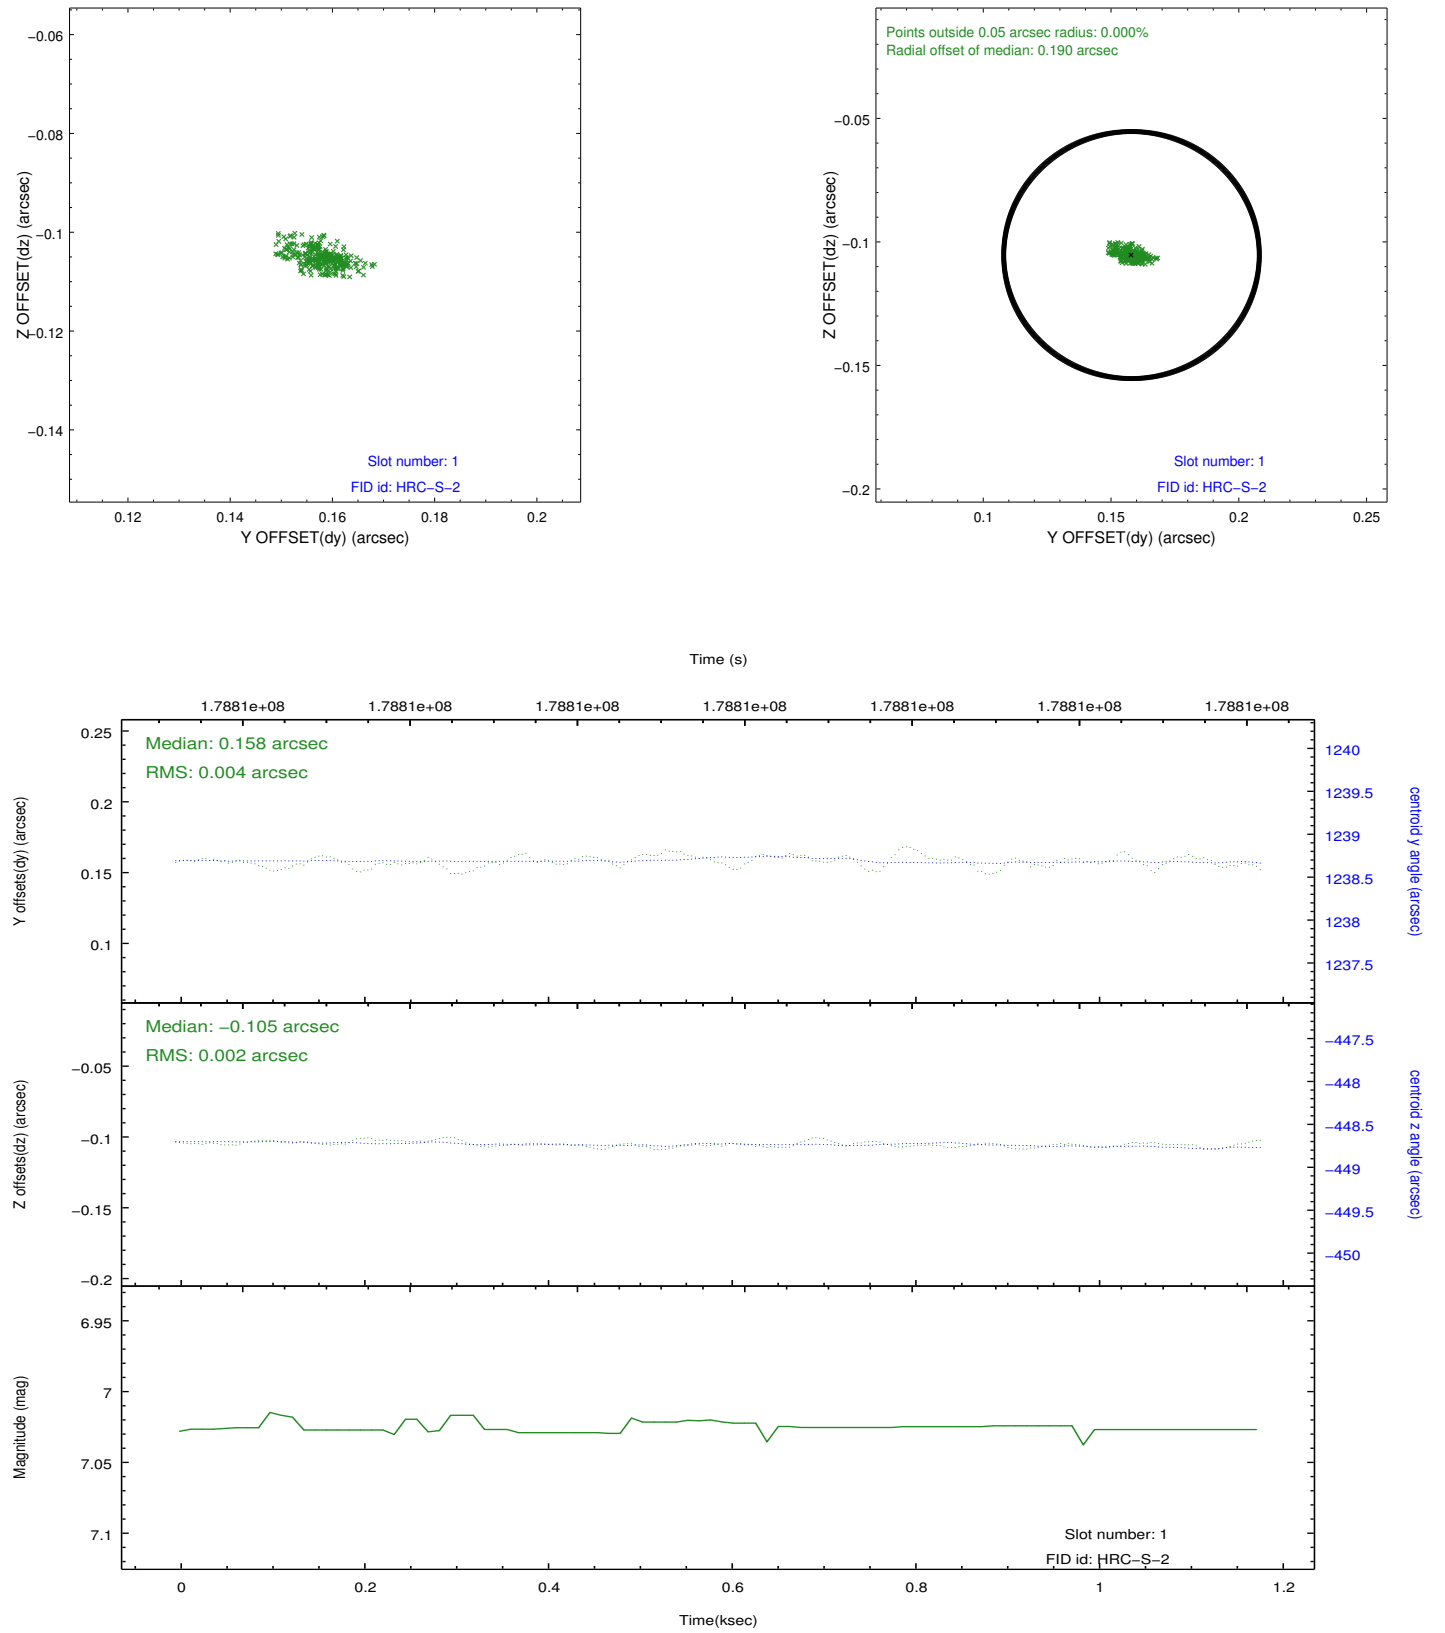 −0.06
−0.08
−0.1
−0.12
−0.14
Z OFFSET(dz) (arcsec)
Slot number: 1
FID id: HRC−S−2
0.12 0.14 0.16 0.18 0.2
Y OFFSET(dy) (arcsec)
Points outside 0.05 arcsec radius: 0.000%
Radial offset of median: 0.190 arcsec
−0.05
−0.1
−0.15
−0.2
Z OFFSET(dz) (arcsec)
Slot number: 1
FID id: HRC−S−2
0.1 0.15 0.2 0.25
Y OFFSET(dy) (arcsec)
Time (s)
1.7881e+08 1.7881e+08 1.7881e+08 1.7881e+08 1.7881e+08 1.7881e+08 1.7881e+08
Median: 0.158 arcsec
RMS: 0.004 arcsec
0.25
0.2
0.15
0.1
Y offsets(dy) (arcsec)
1240
1239.5
1239
1238.5
1238
1237.5
centroid y angle (arcsec)
Median: −0.105 arcsec
RMS: 0.002 arcsec
−0.05
−0.1
−0.15
−0.2
Z offsets(dz) (arcsec)
−447.5
−448
−448.5
−449
−449.5
−450
centroid z angle (arcsec)
6.95
7
7.05
7.1
Magnitude (mag)
Slot number: 1
FID id: HRC−S−2
0 0.2 0.4 0.6 0.8 1 1.2
Time(ksec)